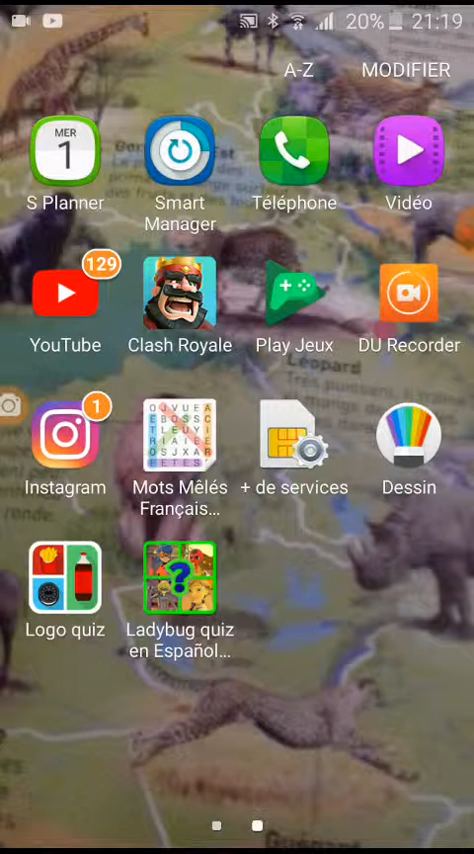 20% 21:19
A-Z MODIFIER
MER
1
S Planner
Smart
Manager
Téléphone
Vidéo
129
YouTube
Clash Royale
Play Jeux
DU Recorder
Léopard
1
Instagram
Mots Mêlés
Français...
+ de services
Dessin
Logo quiz
?
Ladybug quiz
en Español...